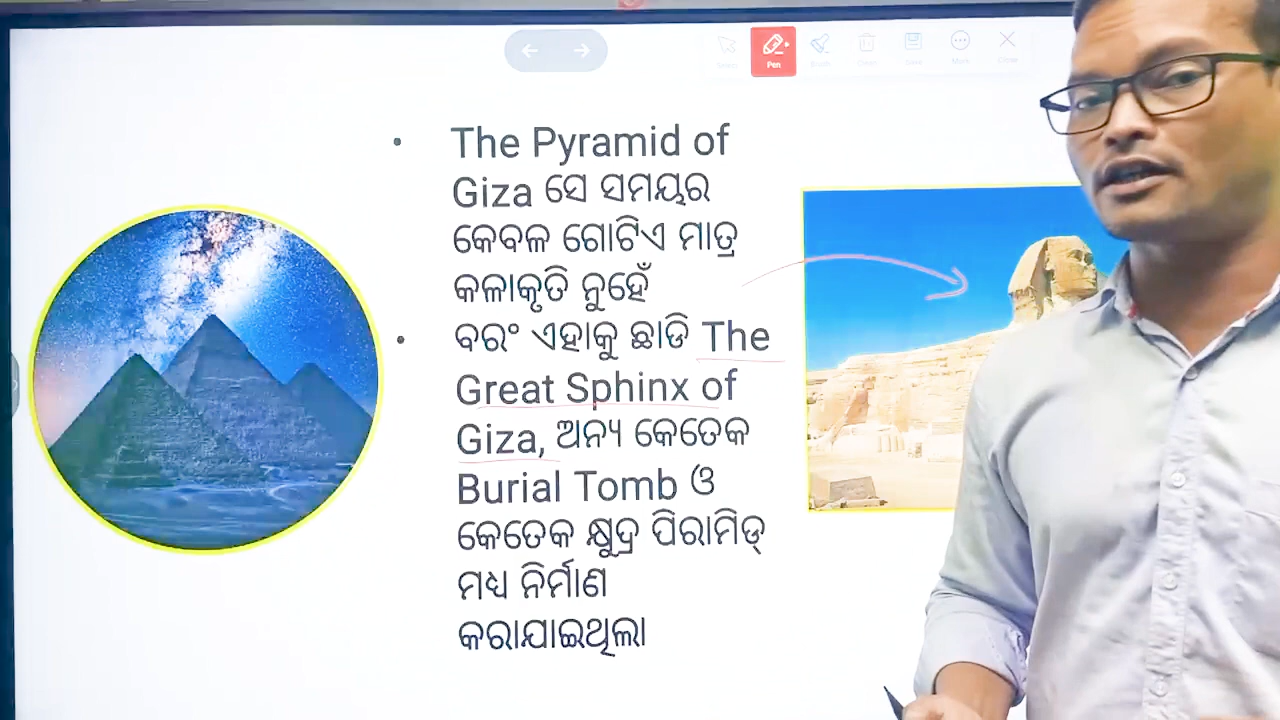 Pen
The Pyramid of
Giza ସେ ସମୟର
କେବଳ ଗୋଟିଏ ମାତ୍ର
କଳାକୃତି ନୁହେଁ
ବରଂ ଏହାକୁ ଛାଡି The
Great Sphinx of
Giza, ଅନ୍ୟ କେତେକ
Burial Tomb ଓ
କେତେକ କ୍ଷୁଦ୍ର ପିରାମିଡ୍
ମଧ୍ୟ ନିର୍ମାଣ
କରାଯାଇଥିଲା